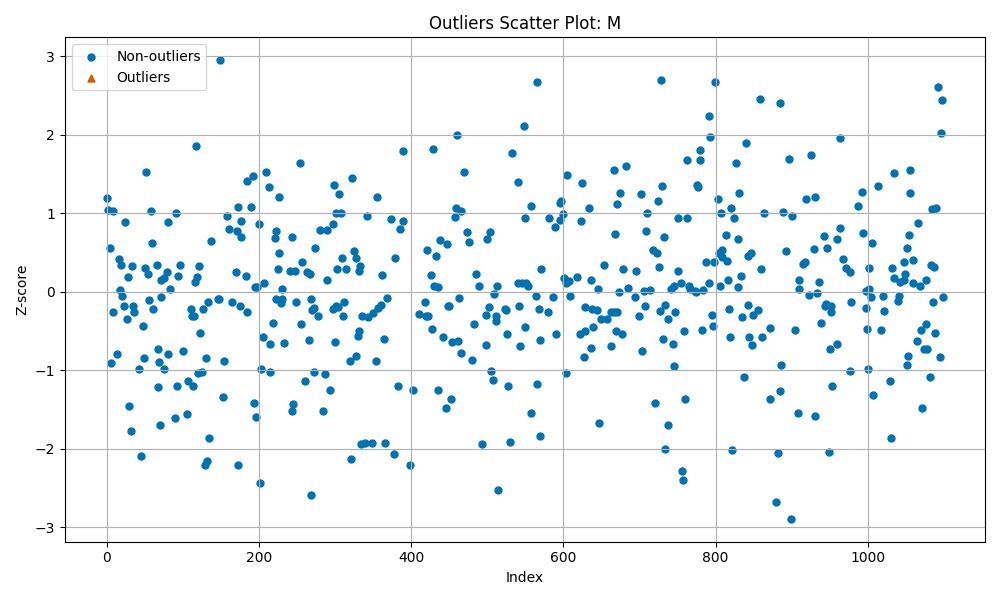 Outliers Scatter Plot: M
Non-outliers
Outliers
Z-score
3
2
1
0
−1
−2
−3
0 200 400 600 800 1000
Index